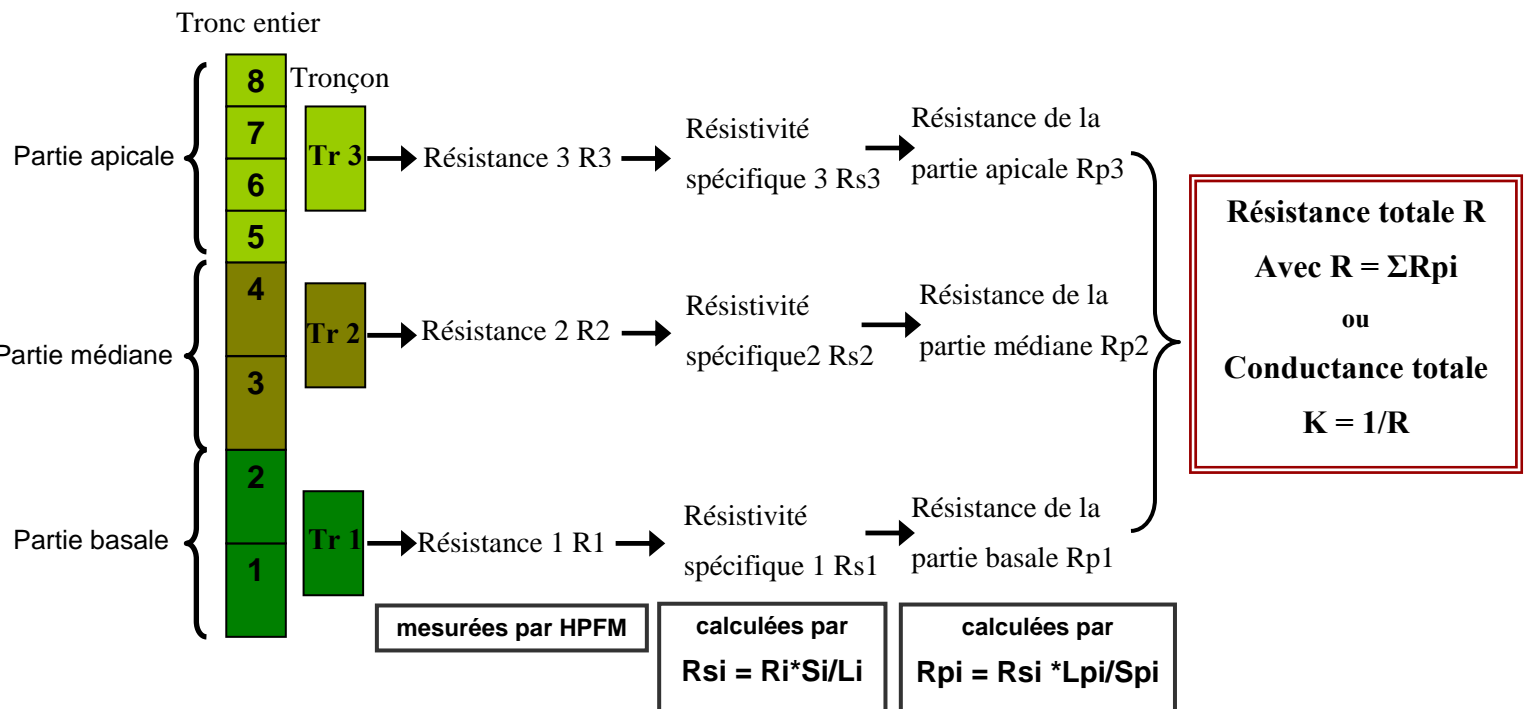 Tronc entier
Tronçon
8
7
6
5
4
3
2
1
Partie apicale
Partie médiane
Partie basale
Tr 3
Résistance 3 R3
Résistivité
spécifique 3 Rs3
Résistance de la
partie apicale Rp3
Tr 2
Résistance 2 R2
Résistivité
spécifique2 Rs2
Résistance de la
partie médiane Rp2
Tr 1
Résistance 1 R1
Résistivité
spécifique 1 Rs1
Résistance de la
partie basale Rp1
Résistance totale R
Avec R = ΣRpi
ou
Conductance totale
K = 1/R
mesurées par HPFM
calculées par
Rsi = Ri*Si/Li
calculées par
Rpi = Rsi *Lpi/Spi